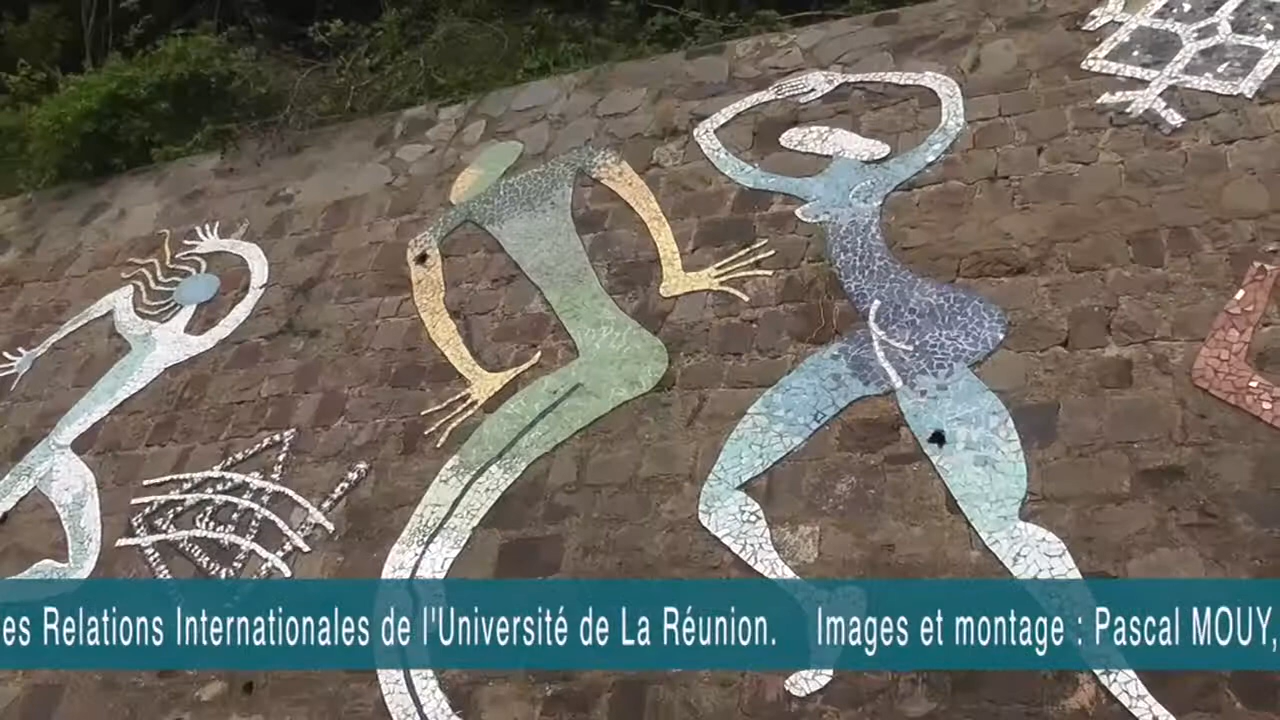 es Relations Internationales de l'Université de La Réunion. Images et montage : Pascal MOUY,